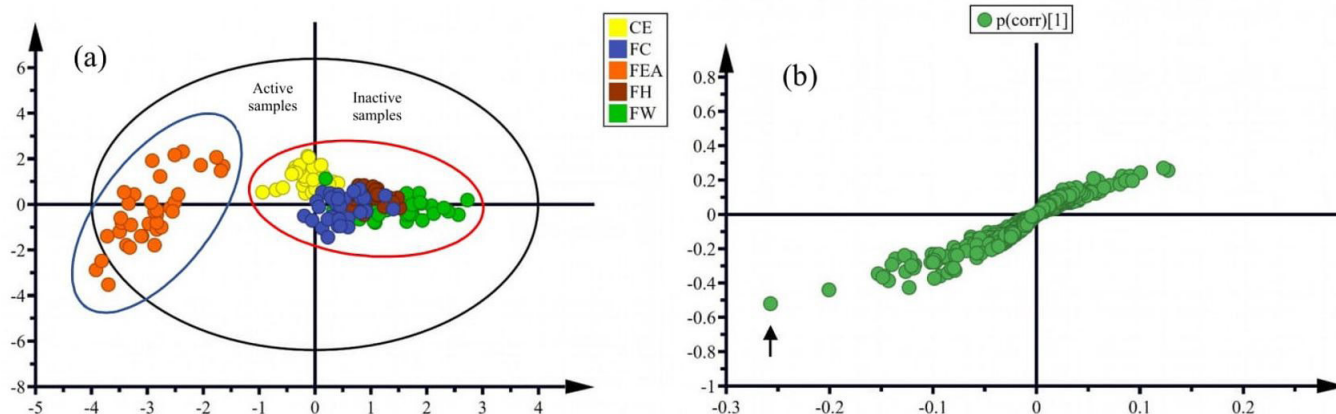 (a)
6
4
2
0
-2
-4
-6
-8
-5
-4
-3
-2
-1
0
1
2
3
4
Active
samples
Inactive
samples
CE
FC
FEA
FH
FW
p(corr)[1]
(b)
0.8
0.6
0.4
0.2
0
-0.2
-0.4
-0.6
-0.8
-1
-0.3
-0.2
-0.1
0
0.1
0.2